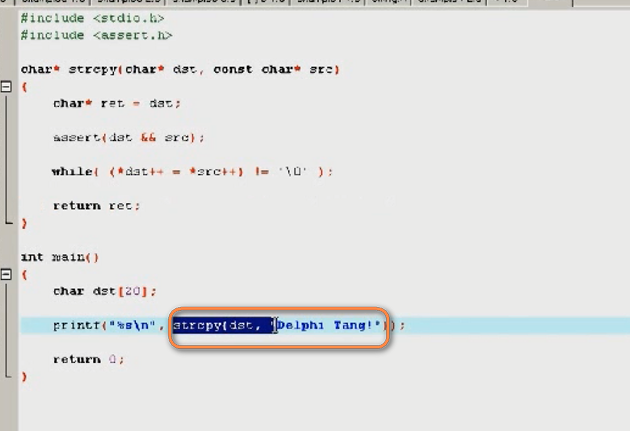 #include <stdio.h>
#include <assert.h>
char* strcpy(char* dst, const char* src)
{
char* ret = dst;
assert(dst && src);
while( (*dst++ = *src++) != '\0' );
return ret;
}
int main()
{
char dst[20];
printf("%s\n", strcpy(dst, "Delphi Tang!"));
return 0;
}